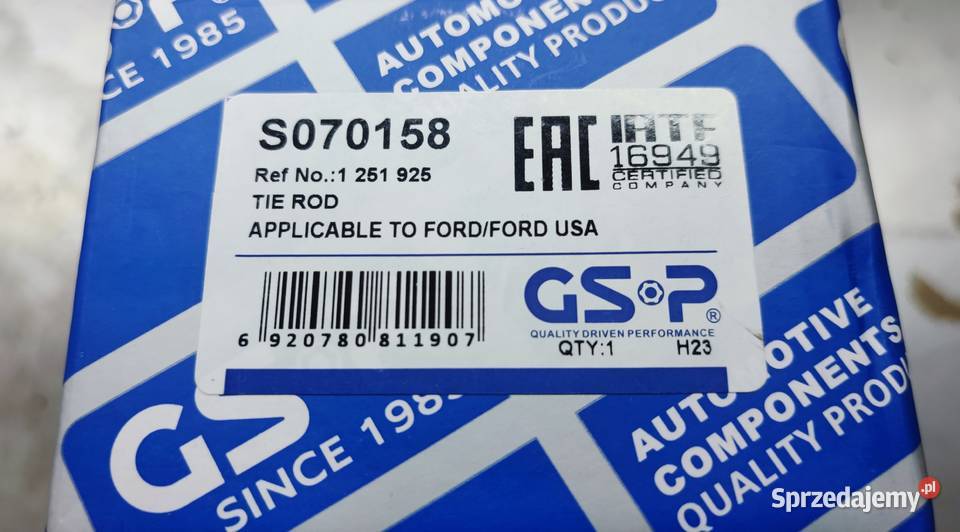 SINCE 1985
AUTOMO
COMPONEN
QUALITY PRODU
S070158
Ref No.:1 251 925
TIE ROD
APPLICABLE TO FORD/FORD USA
EAC
IATF
16949
CERTIFIED
COMPANY
6 920780 811907
GSP®
QUALITY DRIVEN PERFORMANCE
QTY:1 H23
GS
SINCE 1985
AUTOMOTIVE
COMPONENTS
QUALITY PRODU
Sprzedajemy.pl